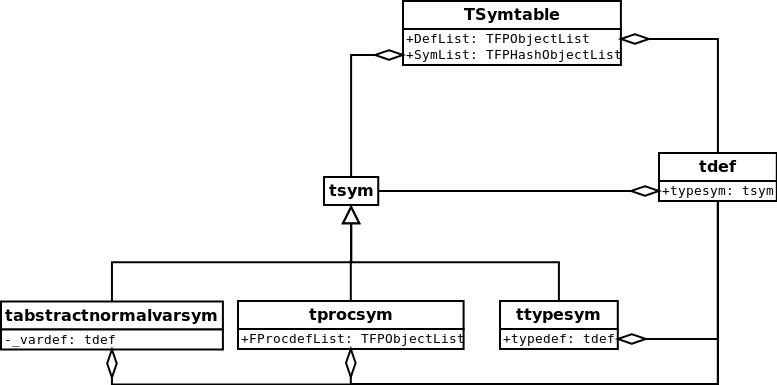 TSymtable
+DefList: TFPObjectList
+SymList: TFPHashObjectList
tdef
+typesym: tsym
tsym
tabstractnormalvarsym
-_vardef: tdef
tprocsym
+FProcdefList: TFPObjectList
ttypesym
+typedef: tdef